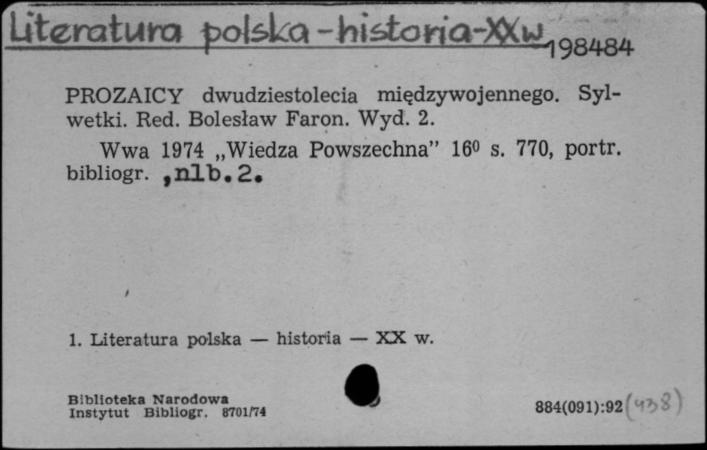 Literatura polska-historia-XXw
198484
PROZAICY dwudziestolecia międzywojennego. Syl-
wetki. Red. Bolesław Faron. Wyd. 2.
Wwa 1974 „Wiedza Powszechna” 16⁰ s. 770, portr.
bibliogr. ,nlb.2.
1. Literatura polska — historia — XX w.
Biblioteka Narodowa
Instytut Bibliogr. 8701/74
884(091):92(438)